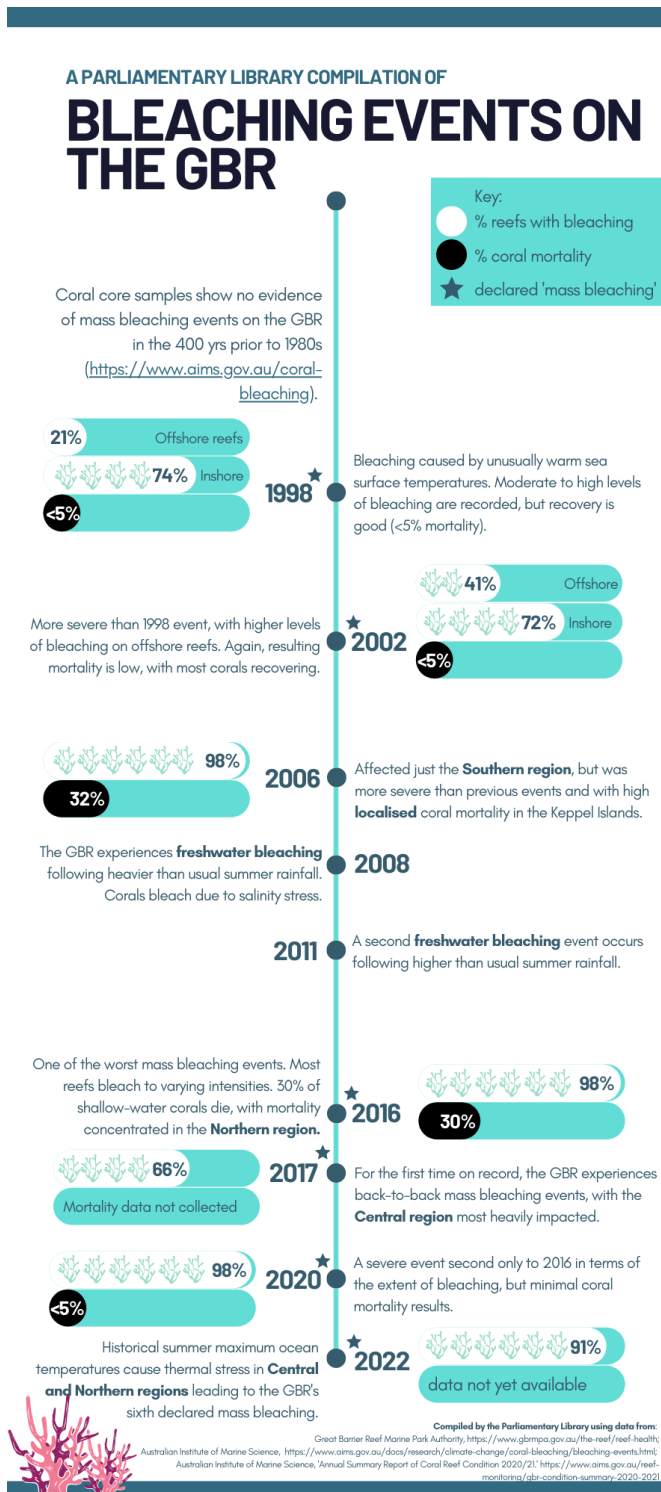 A PARLIAMENTARY LIBRARY COMPILATION OF
BLEACHING EVENTS ON
THE GBR
Key:
% reefs with bleaching
% coral mortality
declared 'mass bleaching'
Coral core samples show no evidence
of mass bleaching events on the GBR
in the 400 yrs prior to 1980s
(https://www.aims.gov.au/coral-
bleaching).
21%
Offshore reefs
74%
Inshore
<5%
1998
Bleaching caused by unusually warm sea
surface temperatures. Moderate to high levels
of bleaching are recorded, but recovery is
good (<5% mortality).
More severe than 1998 event, with higher levels
of bleaching on offshore reefs. Again, resulting
mortality is low, with most corals recovering.
2002
41%
Offshore
72%
Inshore
<5%
98%
32%
2006
Affected just the Southern region, but was
more severe than previous events and with high
localised coral mortality in the Keppel Islands.
The GBR experiences freshwater bleaching
following heavier than usual summer rainfall.
Corals bleach due to salinity stress.
2008
2011
A second freshwater bleaching event occurs
following higher than usual summer rainfall.
One of the worst mass bleaching events. Most
reefs bleach to varying intensities. 30% of
shallow-water corals die, with mortality
concentrated in the Northern region.
2016
98%
30%
66%
Mortality data not collected
2017
For the first time on record, the GBR experiences
back-to-back mass bleaching events, with the
Central region most heavily impacted.
98%
<5%
2020
A severe event second only to 2016 in terms of
the extent of bleaching, but minimal coral
mortality results.
Historical summer maximum ocean
temperatures cause thermal stress in Central
and Northern regions leading to the GBR's
sixth declared mass bleaching.
2022
91%
data not yet available
Compiled by the Parliamentary Library using data from:
Great Barrier Reef Marine Park Authority, https://www.gbrmpa.gov.au/the-reef/reef-health;
Australian Institute of Marine Science, https://www.aims.gov.au/docs/research/climate-change/coral-bleaching/bleaching-events.html;
Australian Institute of Marine Science, 'Annual Summary Report of Coral Reef Condition 2020/21.' https://www.aims.gov.au/reef-
monitoring/gbr-condition-summary-2020-2021